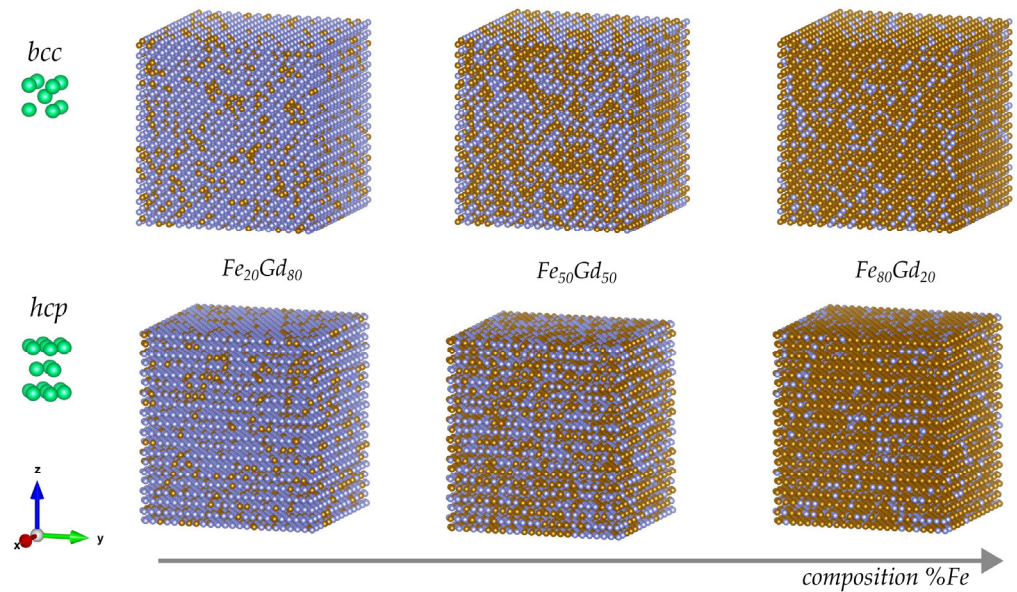 bcc
Fe₂₀Gd₈₀
Fe₅₀Gd₅₀
Fe₈₀Gd₂₀
hcp
z
x
y
composition %Fe